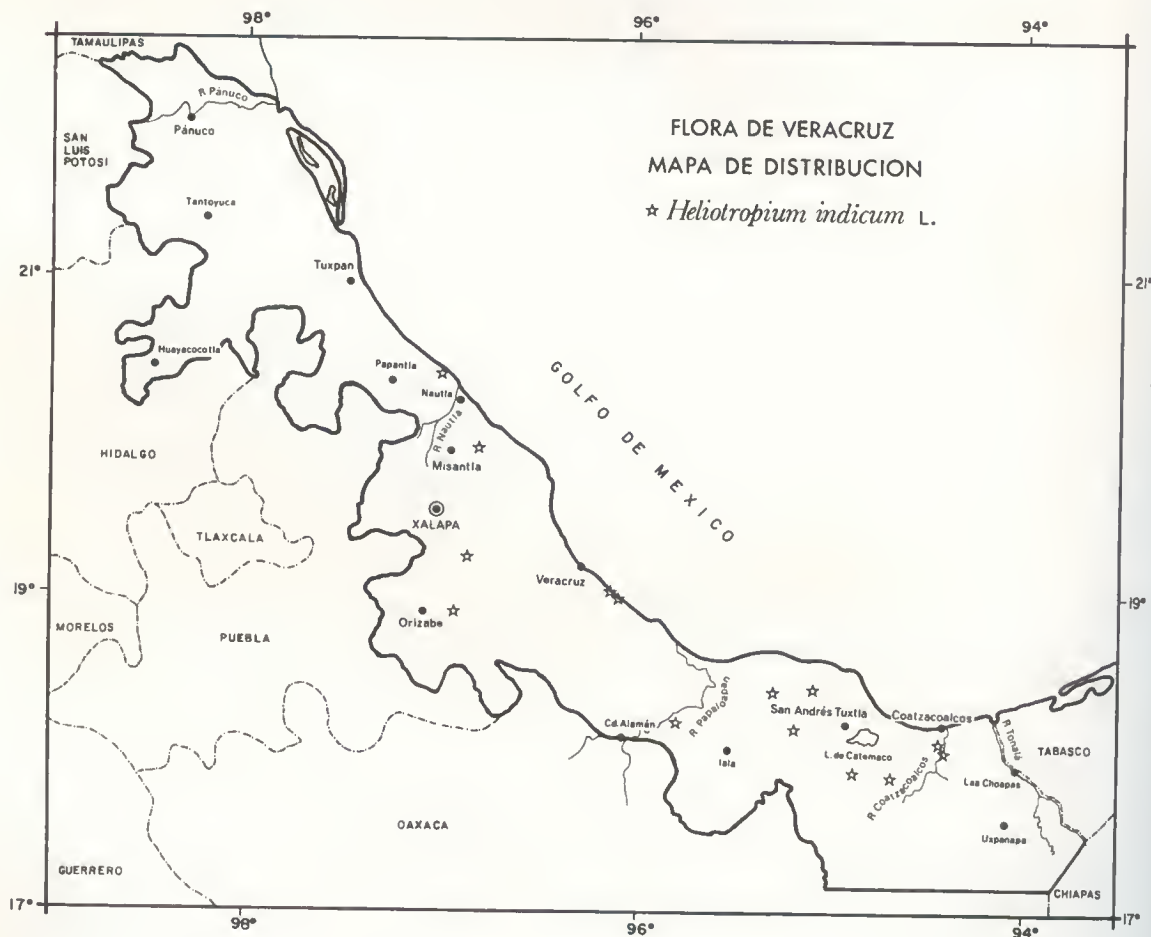 98°
96°
94°
TAMAULIPAS
R Pánuco
Pánuco
SAN
LUIS
POTOSI
FLORA DE VERACRUZ
MAPA DE DISTRIBUCION
☆ Heliotropium indicum L.
Tantoyuca
21°
Tuxpan
21°
Huayacocotla
Papantla
Nautla
R Nautla
GOLFO DE MEXICO
HIDALGO
Misantla
XALAPA
TLAXCALA
19°
Veracruz
19°
MORELOS
PUEBLA
Orizabe
Cd. Alemán
R Papaloapan
San Andrés Tuxtla
Coatzacoalcos
R Tonalá
TABASCO
Isla
L. de Catemaco
R Coatzacoalcos
Las Choapas
OAXACA
Uxpanapa
GUERRERO
CHIAPAS
17°
17°
98°
96°
94°